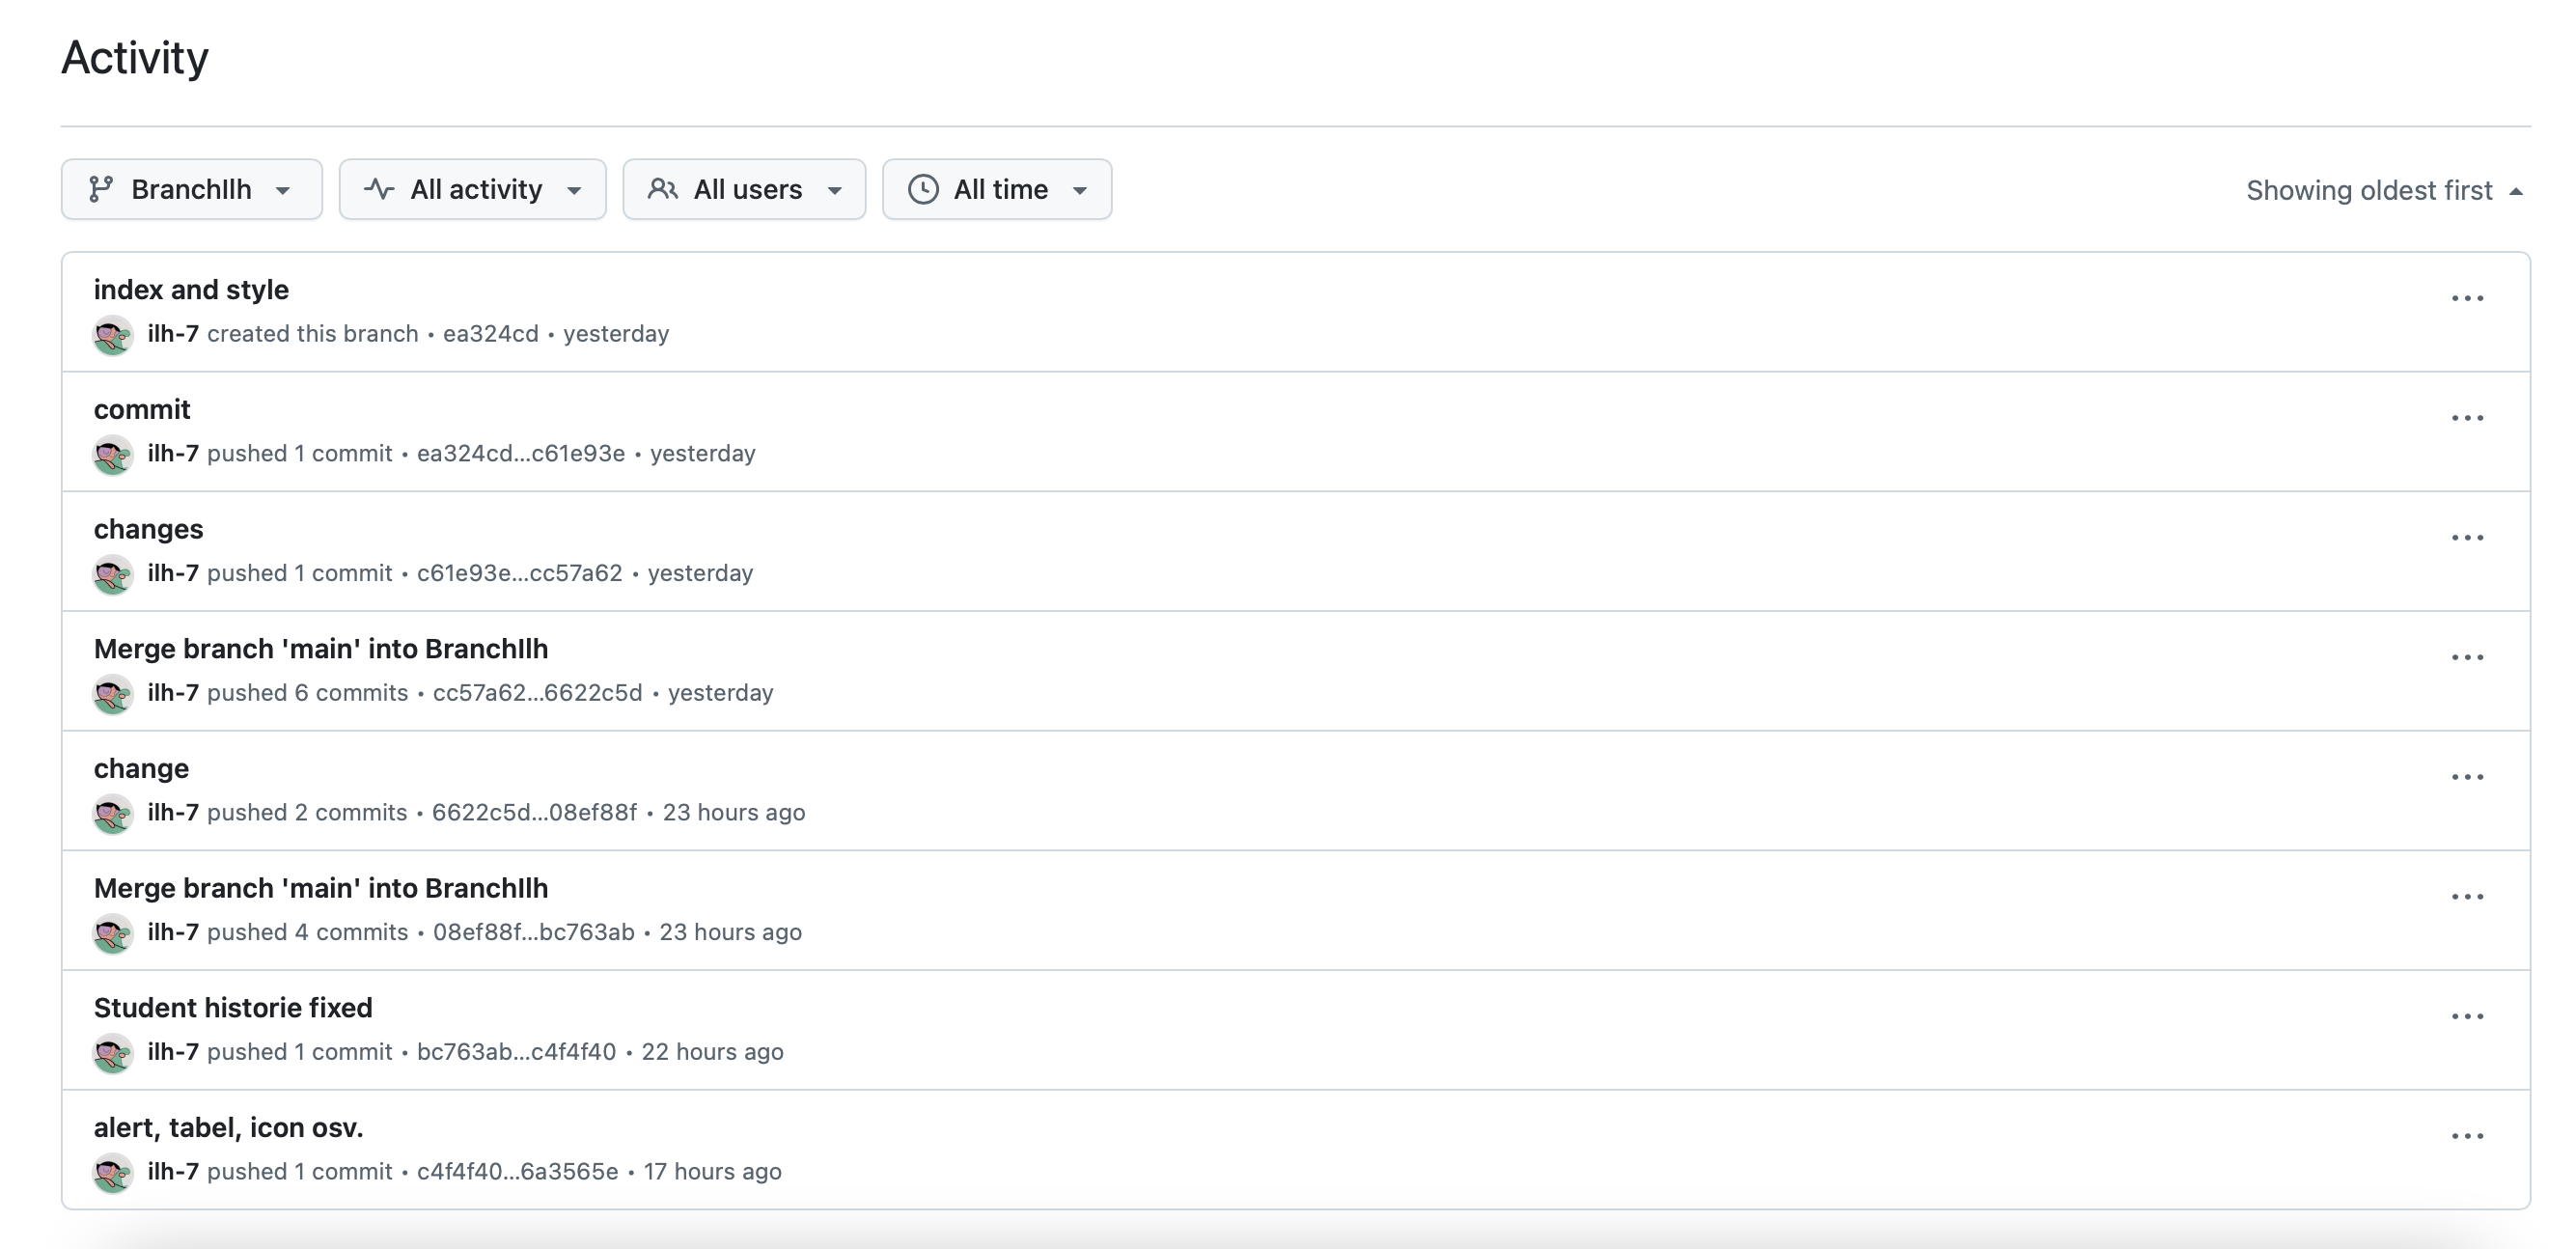 Activity
BranchIlh All activity All users All time Showing oldest first
index and style
ilh-7 created this branch • ea324cd • yesterday
commit
ilh-7 pushed 1 commit • ea324cd...c61e93e • yesterday
changes
ilh-7 pushed 1 commit • c61e93e...cc57a62 • yesterday
Merge branch 'main' into BranchIlh
ilh-7 pushed 6 commits • cc57a62...6622c5d • yesterday
change
ilh-7 pushed 2 commits • 6622c5d...08ef88f • 23 hours ago
Merge branch 'main' into BranchIlh
ilh-7 pushed 4 commits • 08ef88f...bc763ab • 23 hours ago
Student historie fixed
ilh-7 pushed 1 commit • bc763ab...c4f4f40 • 22 hours ago
alert, tabel, icon osv.
ilh-7 pushed 1 commit • c4f4f40...6a3565e • 17 hours ago